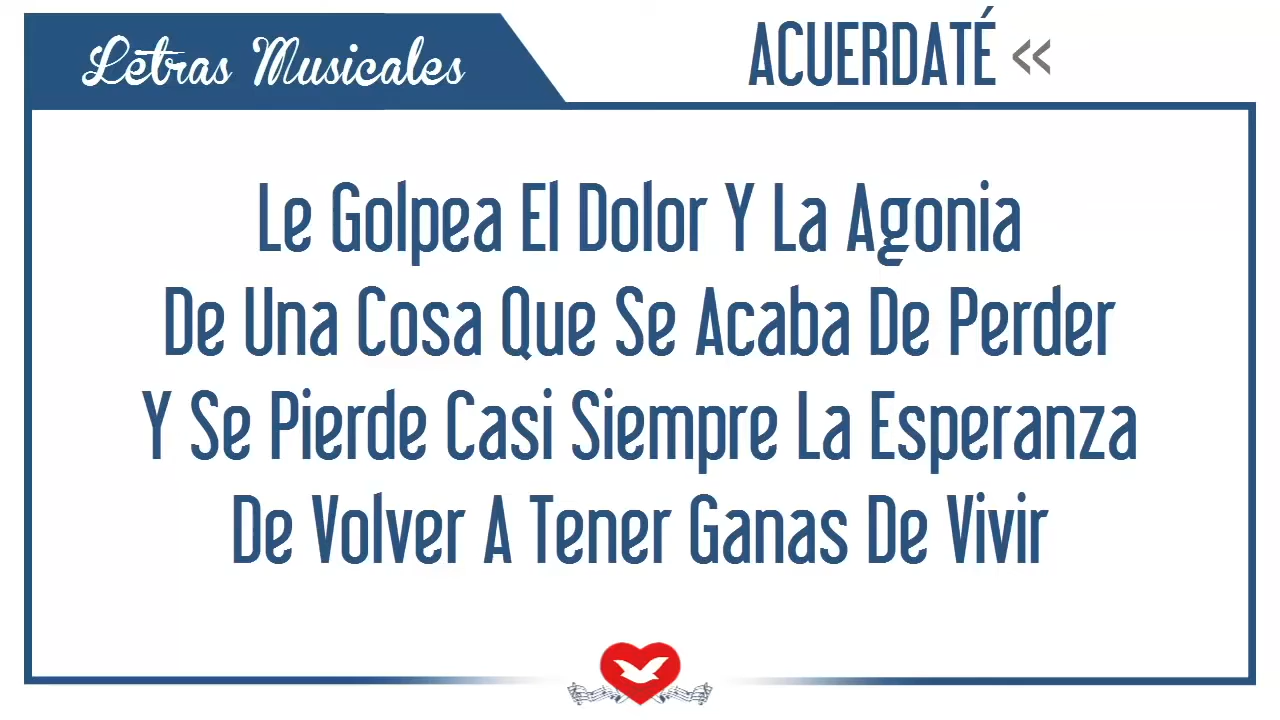 Letras Musicales
ACUERDATÉ <<
Le Golpea El Dolor Y La Agonia
De Una Cosa Que Se Acaba De Perder
Y Se Pierde Casi Siempre La Esperanza
De Volver A Tener Ganas De Vivir